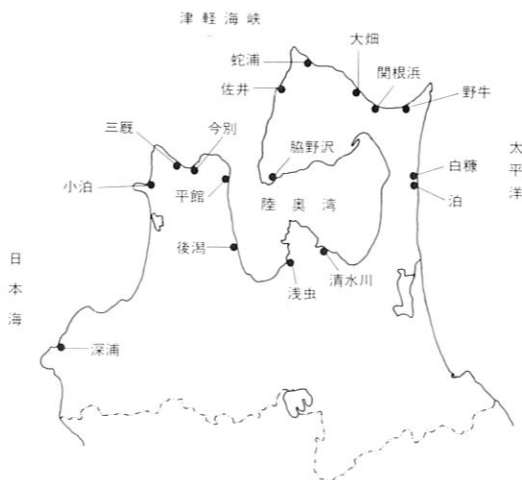 津軽海峡
大畑
蛇浦
関根浜
佐井
野牛
三厩
今別
脇野沢
太平洋
白糠
小泊
平館
泊
陸奥湾
後潟
清水川
浅虫
日本海
深浦